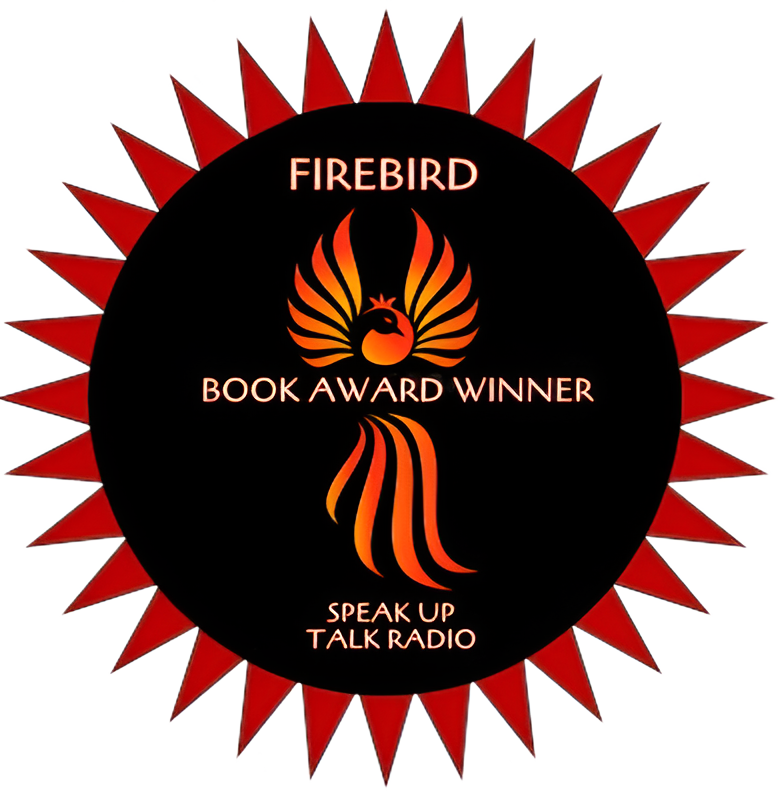 FIREBIRD
BOOK AWARD WINNER
SPEAK UP
TALK RADIO